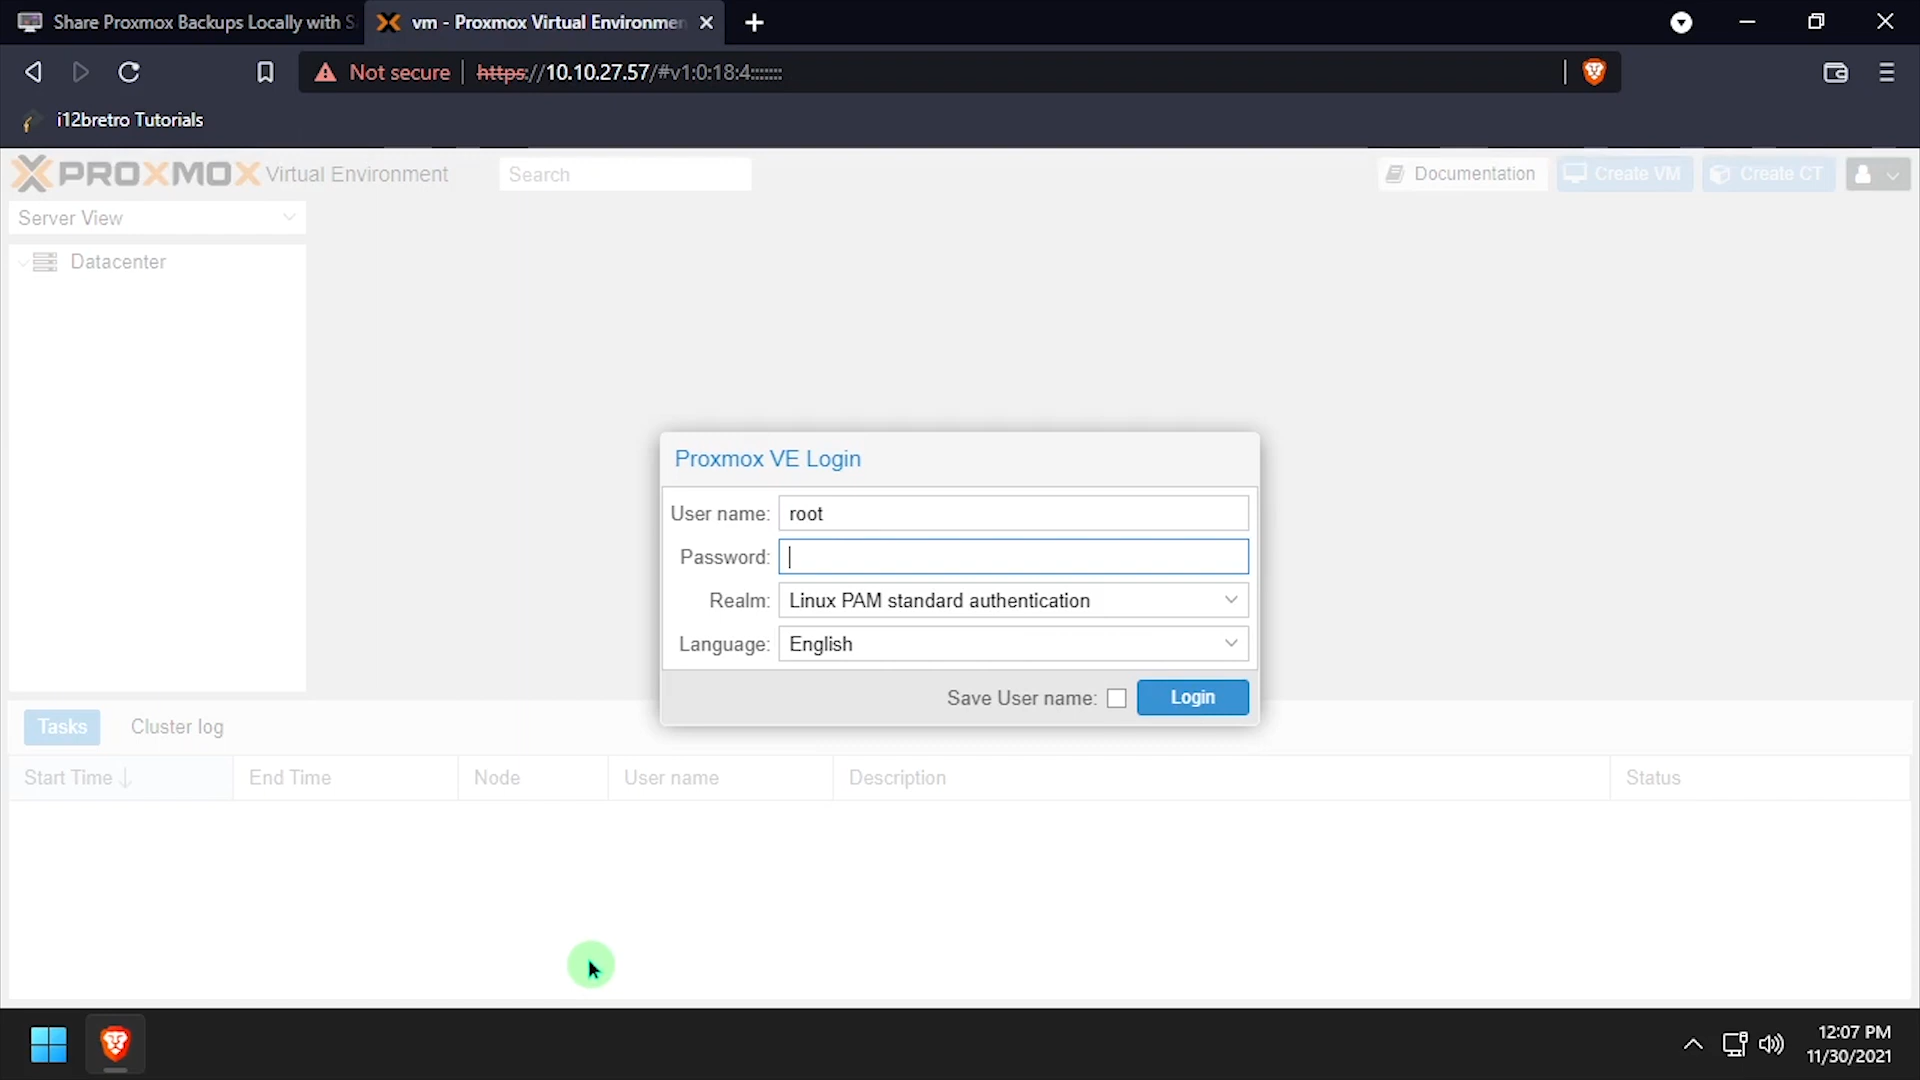 Share Proxmox Backups Locally with S
vm - Proxmox Virtual Environmen
Not secure
https://10.10.27.57/#v1:0:18:4:::::::
i12bretro Tutorials
PROXMOX Virtual Environment
Search
Documentation
Create VM
Create CT
Server View
Datacenter
Proxmox VE Login
User name: root
Password:
Realm: Linux PAM standard authentication
Language: English
Save User name:
Login
Tasks
Cluster log
Start Time
End Time
Node
User name
Description
Status
12:07 PM
11/30/2021